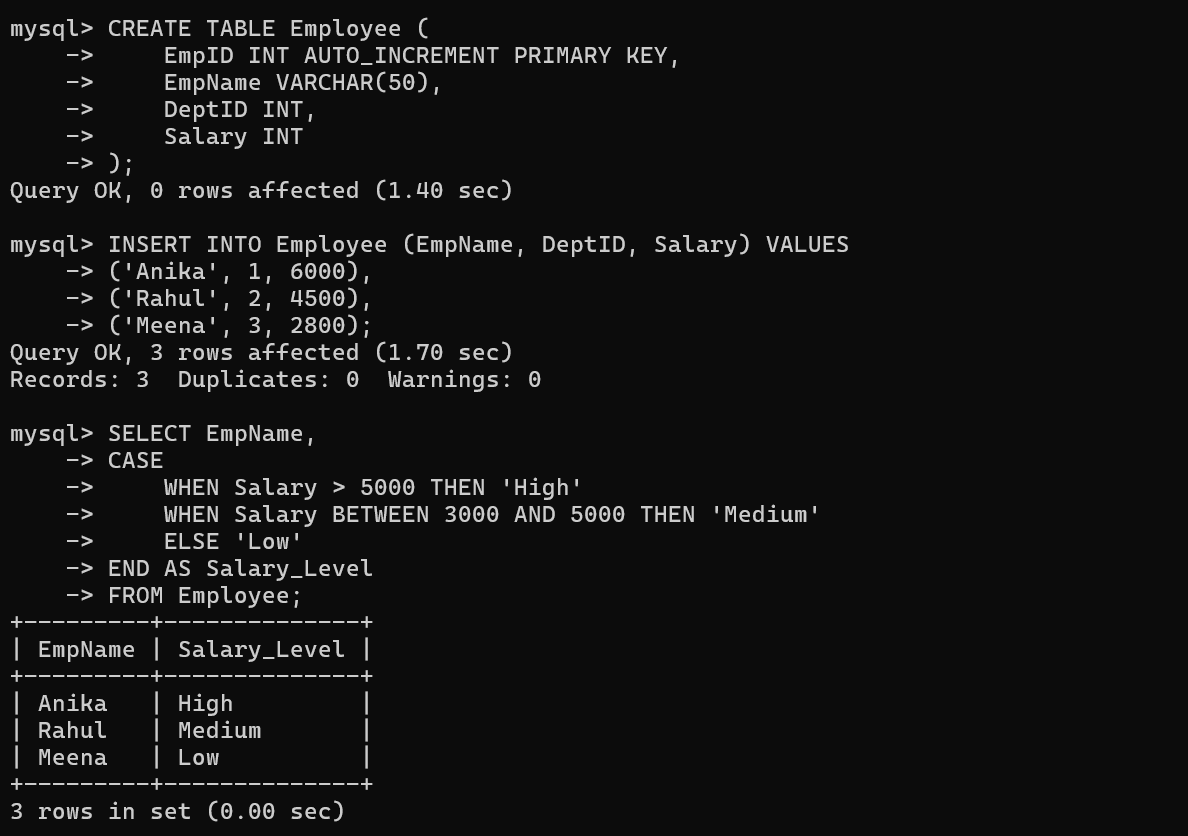 mysql> CREATE TABLE Employee (
    ->     EmpID INT AUTO_INCREMENT PRIMARY KEY,
    ->     EmpName VARCHAR(50),
    ->     DeptID INT,
    ->     Salary INT
    -> );
Query OK, 0 rows affected (1.40 sec)

mysql> INSERT INTO Employee (EmpName, DeptID, Salary) VALUES
    -> ('Anika', 1, 6000),
    -> ('Rahul', 2, 4500),
    -> ('Meena', 3, 2800);
Query OK, 3 rows affected (1.70 sec)
Records: 3  Duplicates: 0  Warnings: 0

mysql> SELECT EmpName,
    -> CASE
    ->     WHEN Salary > 5000 THEN 'High'
    ->     WHEN Salary BETWEEN 3000 AND 5000 THEN 'Medium'
    ->     ELSE 'Low'
    -> END AS Salary_Level
    -> FROM Employee;
+---------+--------------+
| EmpName | Salary_Level |
+---------+--------------+
| Anika   | High         |
| Rahul   | Medium       |
| Meena   | Low          |
+---------+--------------+
3 rows in set (0.00 sec)